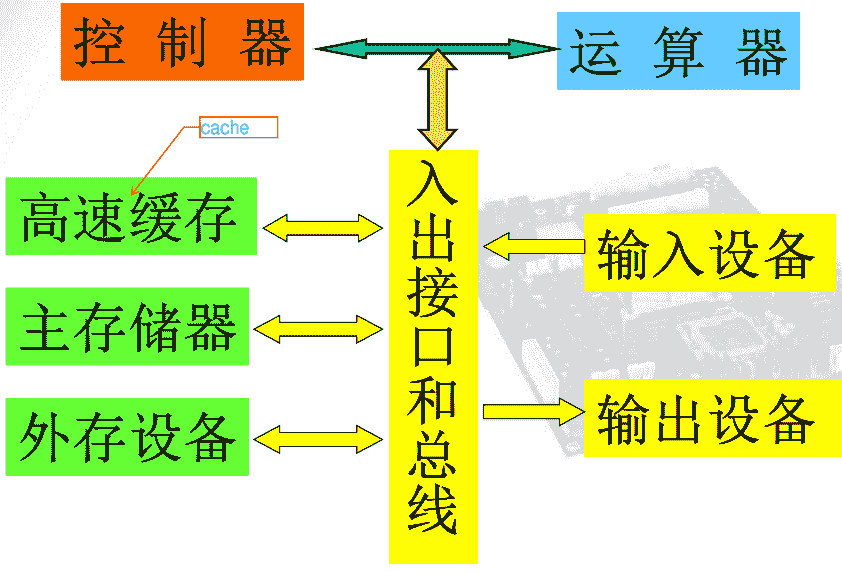 控制器
运算器
cache
高速缓存
主存储器
外存设备
入出接口和总线
输入设备
输出设备